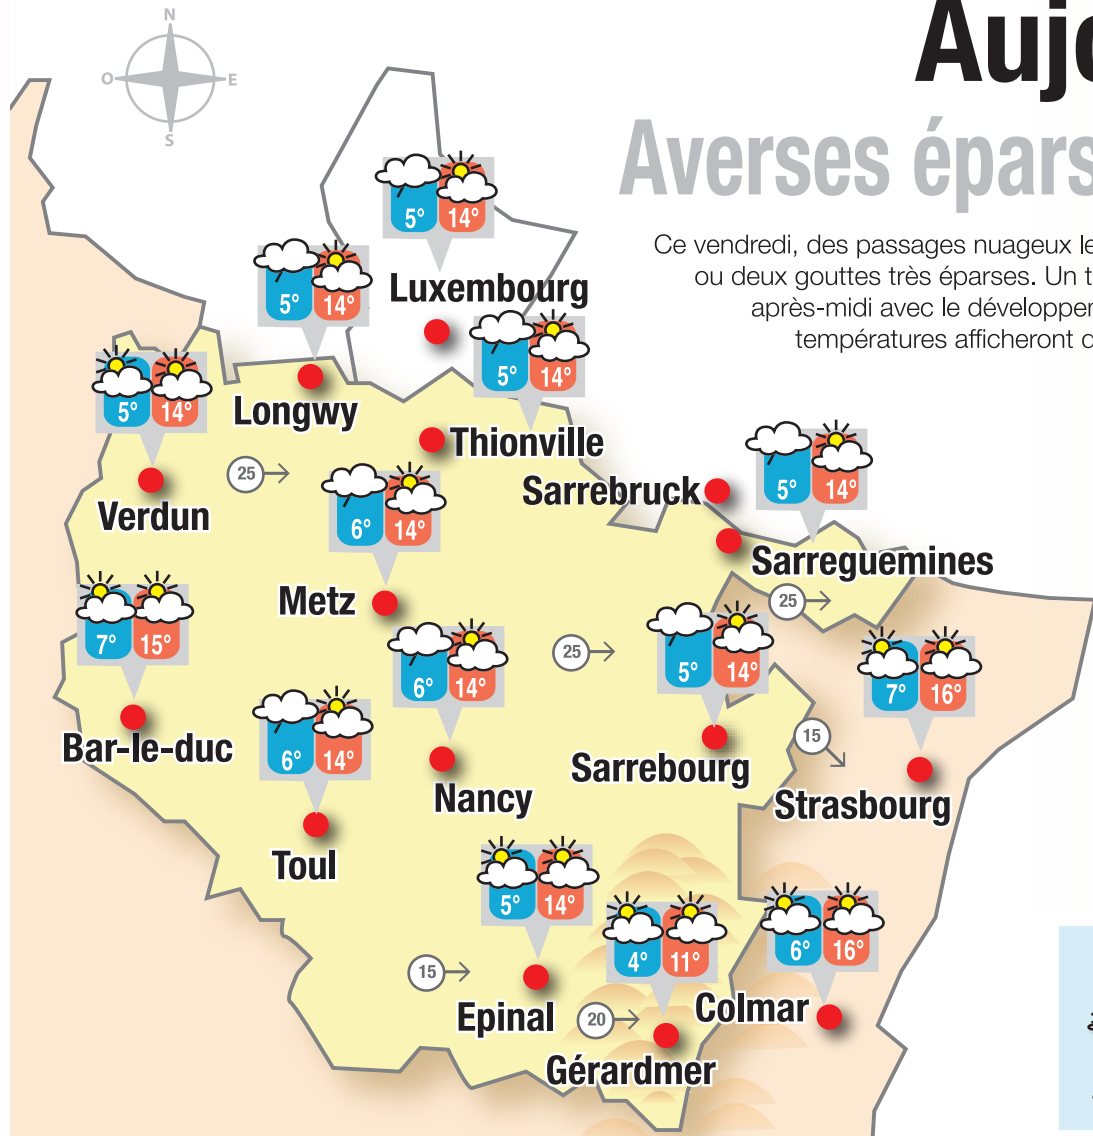 Aujo
N
O
E
S
Averses épars
Ce vendredi, des passages nuageux le
ou deux gouttes très éparses. Un t
après-midi avec le développe
températures afficheront d
5° 14°
Luxembourg
5° 14°
Longwy
5° 14°
Thionville
5° 14°
Verdun
25
6° 14°
Metz
Sarrebruck
5° 14°
Sarreguemines
25
7° 15°
Bar-le-duc
6° 14°
Nancy
25
5° 14°
Sarrebourg
7° 16°
Strasbourg
15
6° 14°
Toul
5° 14°
Epinal
15
4° 11°
Gérardmer
20
6° 16°
Colmar